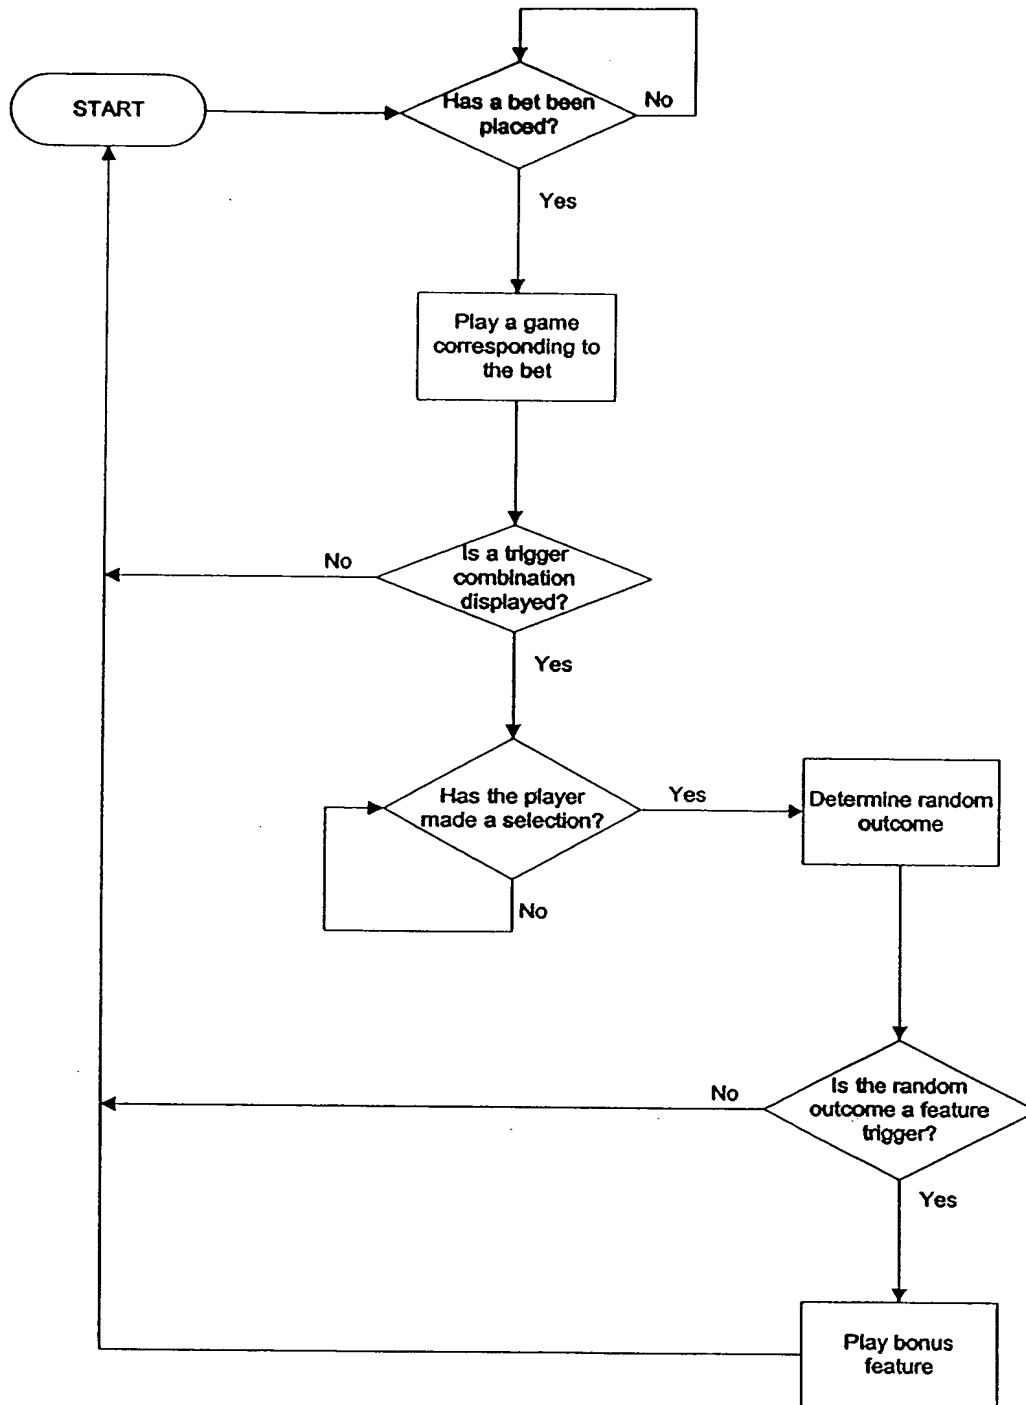 START
Has a bet been
placed?
No
Yes
Play a game
corresponding to
the bet
Is a trigger
combination
displayed?
No
Yes
Has the player
made a selection?
Yes
No
Determine random
outcome
Is the random
outcome a feature
trigger?
No
Yes
Play bonus
feature